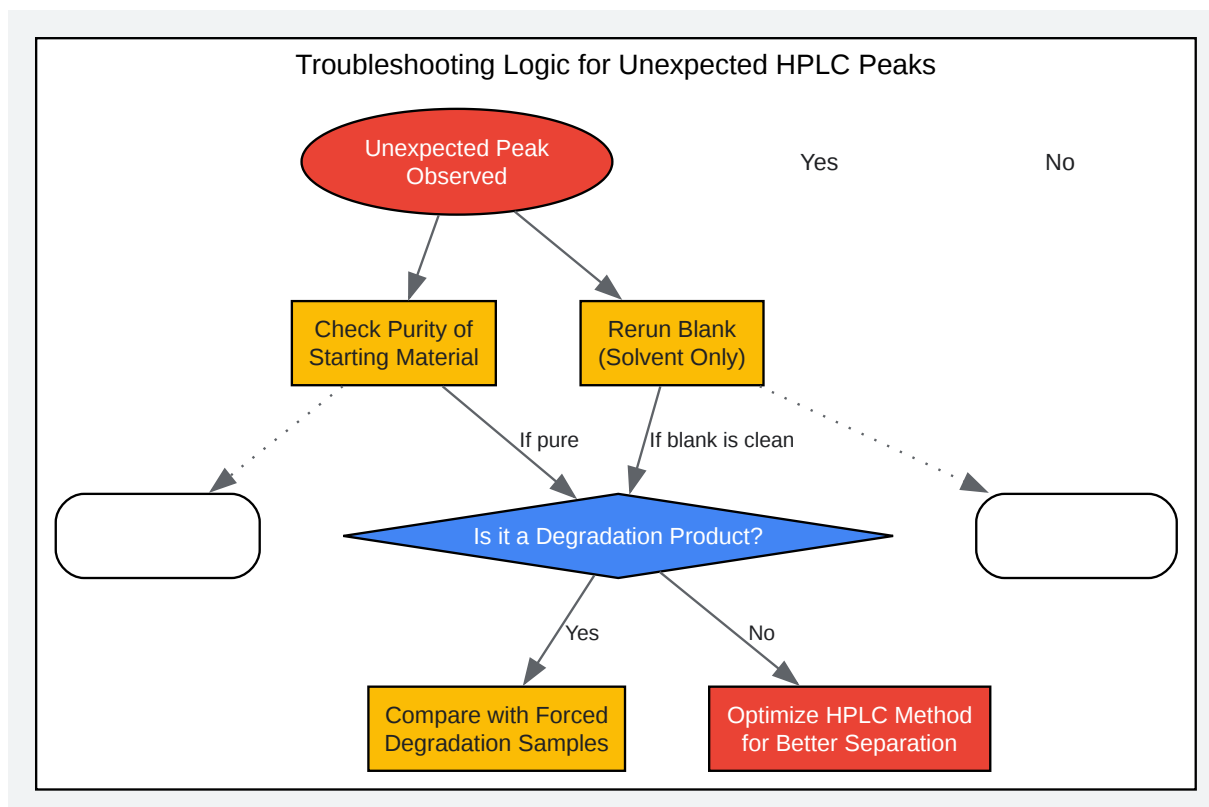 Troubleshooting Logic for Unexpected HPLC Peaks
Unexpected Peak
Observed
Yes
No
Check Purity of
Starting Material
Rerun Blank
(Solvent Only)
If pure
If blank is clean
Is it a Degradation Product?
Yes
No
Compare with Forced
Degradation Samples
Optimize HPLC Method
for Better Separation